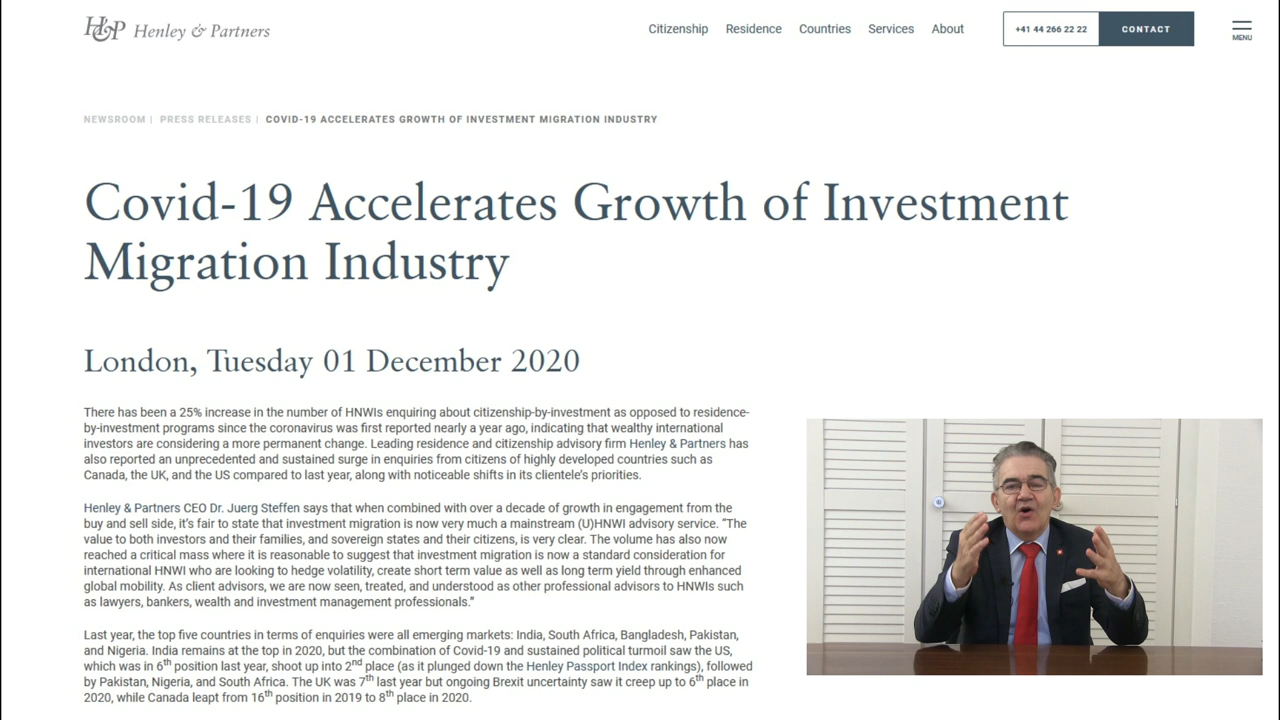 H&P Henley & Partners
Citizenship Residence Countries Services About
+41 44 266 22 22
CONTACT
MENU
NEWSROOM | PRESS RELEASES | COVID-19 ACCELERATES GROWTH OF INVESTMENT MIGRATION INDUSTRY
Covid-19 Accelerates Growth of Investment
Migration Industry
London, Tuesday 01 December 2020
There has been a 25% increase in the number of HNWIs enquiring about citizenship-by-investment as opposed to residence-
by-investment programs since the coronavirus was first reported nearly a year ago, indicating that wealthy international
investors are considering a more permanent change. Leading residence and citizenship advisory firm Henley & Partners has
also reported an unprecedented and sustained surge in enquiries from citizens of highly developed countries such as
Canada, the UK, and the US compared to last year, along with noticeable shifts in its clientele's priorities.
Henley & Partners CEO Dr. Juerg Steffen says that when combined with over a decade of growth in engagement from the
buy and sell side, it's fair to state that investment migration is now very much a mainstream (U)HNWI advisory service. “The
value to both investors and their families, and sovereign states and their citizens, is very clear. The volume has also now
reached a critical mass where it is reasonable to suggest that investment migration is now a standard consideration for
international HNWI who are looking to hedge volatility, create short term value as well as long term yield through enhanced
global mobility. As client advisors, we are now seen, treated, and understood as other professional advisors to HNWIs such
as lawyers, bankers, wealth and investment management professionals.”
Last year, the top five countries in terms of enquiries were all emerging markets: India, South Africa, Bangladesh, Pakistan,
and Nigeria. India remains at the top in 2020, but the combination of Covid-19 and sustained political turmoil saw the US,
which was in 6th position last year, shoot up into 2nd place (as it plunged down the Henley Passport Index rankings), followed
by Pakistan, Nigeria, and South Africa. The UK was 7th last year but ongoing Brexit uncertainty saw it creep up to 6th place in
2020, while Canada leapt from 16th position in 2019 to 8th place in 2020.